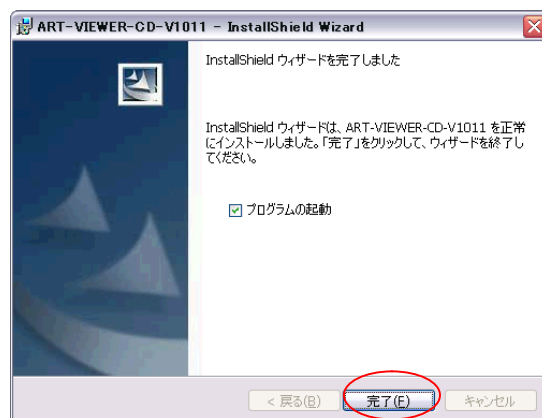 ART-VIEWER-CD-V1011 - InstallShield Wizard
InstallShield ウィザードを完了しました
InstallShield ウィザードは、ART-VIEWER-CD-V1011 を正常
にインストールしました。「完了」をクリックして、ウィザードを終了し
てください。
プログラムの起動
< 戻る(B) 完了(F) キャンセル